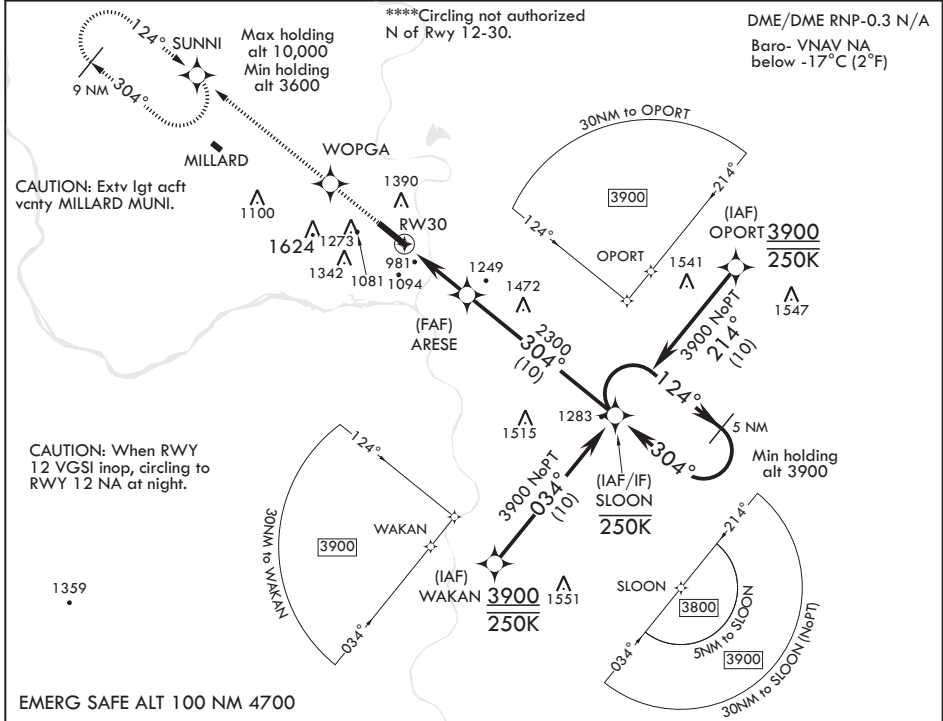 ****Circling not authorized
N of Rwy 12-30.
DME/DME RNP-0.3 N/A
Baro- VNAV NA
below -17°C (2°F)
124°
SUNNI
Max holding
alt 10,000
Min holding
alt 3600
9 NM
304°
MILLARD
WOPGA
CAUTION: Extv lgt acft
vcnty MILLARD MUNI.
1100
1390
RW30
1624
1273
1342
1081
981
1094
1249
1472
(FAF)
ARESE
2300
304°
(10)
30NM to OPORT
3900
214°
124°
OPORT
(IAF)
OPORT
3900
250K
1541
1547
3900 NoPT
214°
(10)
124°
5 NM
304°
Min holding
alt 3900
1283
1515
(IAF/IF)
SLOON
250K
3900 NoPT
034°
(10)
CAUTION: When RWY
12 VGSI inop, circling to
RWY 12 NA at night.
124°
WAKAN
3900
30NM to WAKAN
034°
(IAF)
WAKAN
3900
250K
1551
1359
214°
SLOON
3800
5NM to SLOON
034°
3900
30NM to SLOON (NoPT)
EMERG SAFE ALT 100 NM 4700